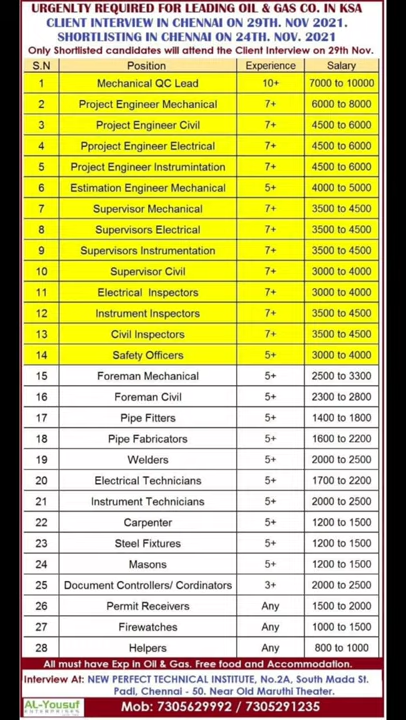 URGENLTY REQUIRED FOR LEADING OIL & GAS CO. IN KSA
CLIENT INTERVIEW IN CHENNAI ON 29TH. NOV 2021.
SHORTLISTING IN CHENNAI ON 24TH. NOV. 2021
Only Shortlisted candidates will attend the Client Interview on 29th Nov.
S.N Position Experience Salary
1 Mechanical QC Lead 10+ 7000 to 10000
2 Project Engineer Mechanical 7+ 6000 to 8000
3 Project Engineer Civil 7+ 4500 to 6000
4 Pproject Engineer Electrical 7+ 4500 to 6000
5 Project Engineer Instrumintation 7+ 4500 to 6000
6 Estimation Engineer Mechanical 5+ 4000 to 5000
7 Supervisor Mechanical 7+ 3500 to 4500
8 Supervisors Electrical 7+ 3500 to 4500
9 Supervisors Instrumentation 7+ 3500 to 4500
10 Supervisor Civil 7+ 3000 to 4000
11 Electrical Inspectors 7+ 3000 to 4000
12 Instrument Inspectors 7+ 3500 to 4500
13 Civil Inspectors 7+ 3500 to 4500
14 Safety Officers 5+ 3000 to 4000
15 Foreman Mechanical 5+ 2500 to 3300
16 Foreman Civil 5+ 2300 to 2800
17 Pipe Fitters 5+ 1400 to 1800
18 Pipe Fabricators 5+ 1600 to 2200
19 Welders 5+ 2000 to 2500
20 Electrical Technicians 5+ 1700 to 2200
21 Instrument Technicians 5+ 2000 to 2500
22 Carpenter 5+ 1200 to 1500
23 Steel Fixtures 5+ 1200 to 1500
24 Masons 5+ 1200 to 1500
25 Document Controllers/ Cordinators 3+ 2000 to 2500
26 Permit Receivers Any 1500 to 2000
27 Firewatches Any 1000 to 1500
28 Helpers Any 800 to 1000
All must have Exp in Oil & Gas. Free food and Accommodation.
Interview At: NEW PERFECT TECHNICAL INSTITUTE, No.2A, South Mada St.
Padi, Chennai - 50. Near Old Maruthi Theater.
AL-Yousuf
ENTERPRISES
Mob: 7305629992 / 7305291235